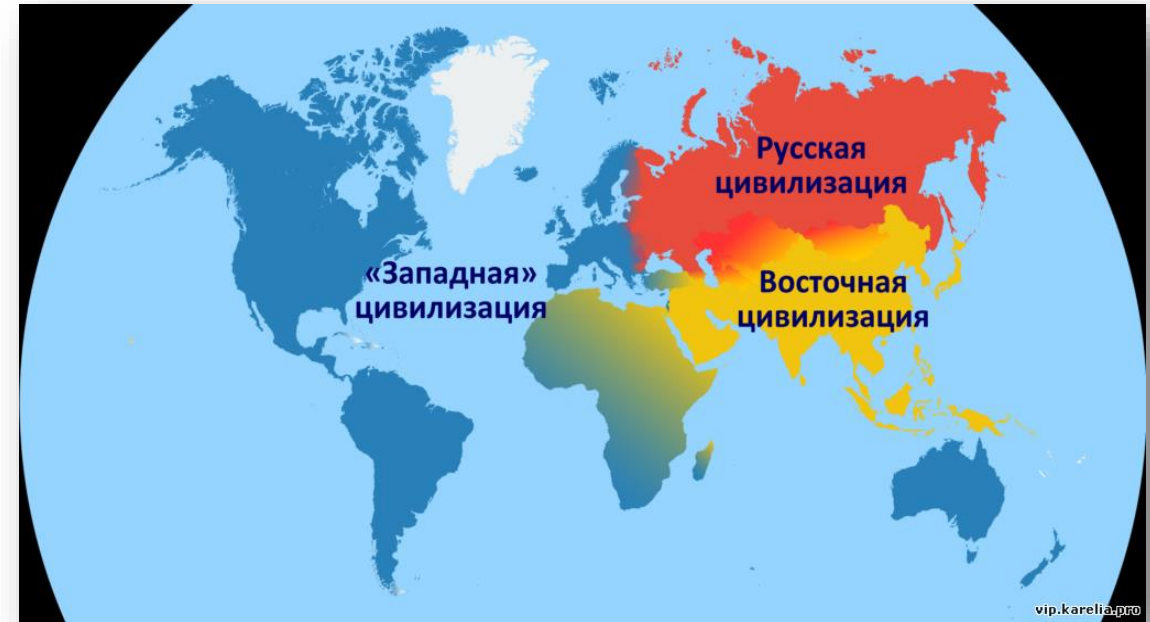 Русская
цивилизация
«Западная»
цивилизация
Восточная
цивилизация
vip.karelia.pro